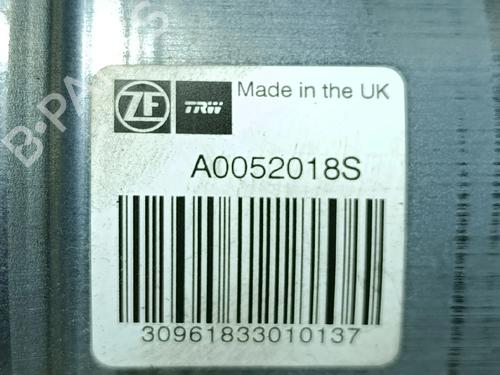 ZF
TRW
Made in the UK
A0052018S
30961833010137
B-PA